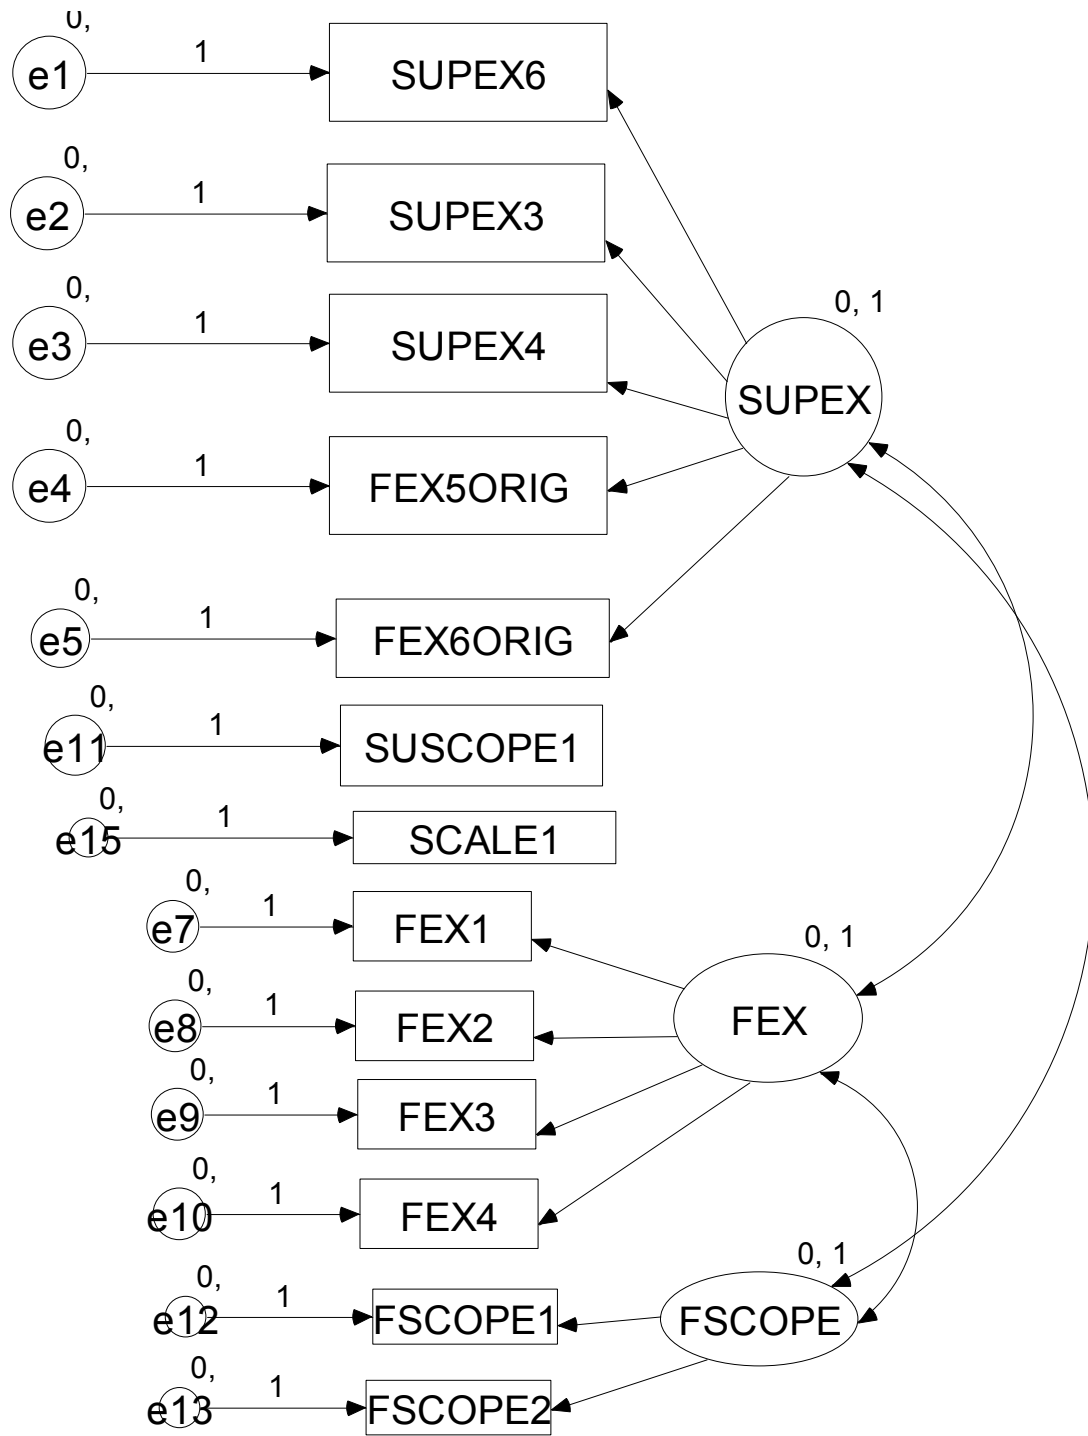 0,
e1 1 SUPEX6
0,
e2 1 SUPEX3
0,
e3 1 SUPEX4
0, 1
SUPEX
0,
e4 1 FEX5ORIG
0,
e5 1 FEX6ORIG
0,
e11 1 SUSCOPE1
0,
e15 1 SCALE1
0,
e7 1 FEX1
0, 1
FEX
0,
e8 1 FEX2
0,
e9 1 FEX3
0,
e10 1 FEX4
0, 1
0,
e12 1 FSCOPE1 FSCOPE
0,
e13 1 FSCOPE2